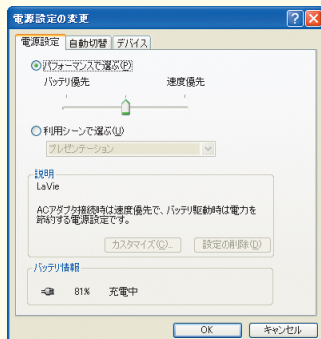 電源設定の変更
電源設定 自動切替 デバイス
パフォーマンスで選ぶ(P)
バッテリ優先 速度優先
利用シーンで選ぶ(U)
プレゼンテーション
説明
LaVie
ACアダプタ接続時は速度優先で、バッテリ駆動時は電力を
節約する電源設定です。
カスタマイズ(C)... 設定の削除(D)
バッテリ情報
81% 充電中
OK キャンセル